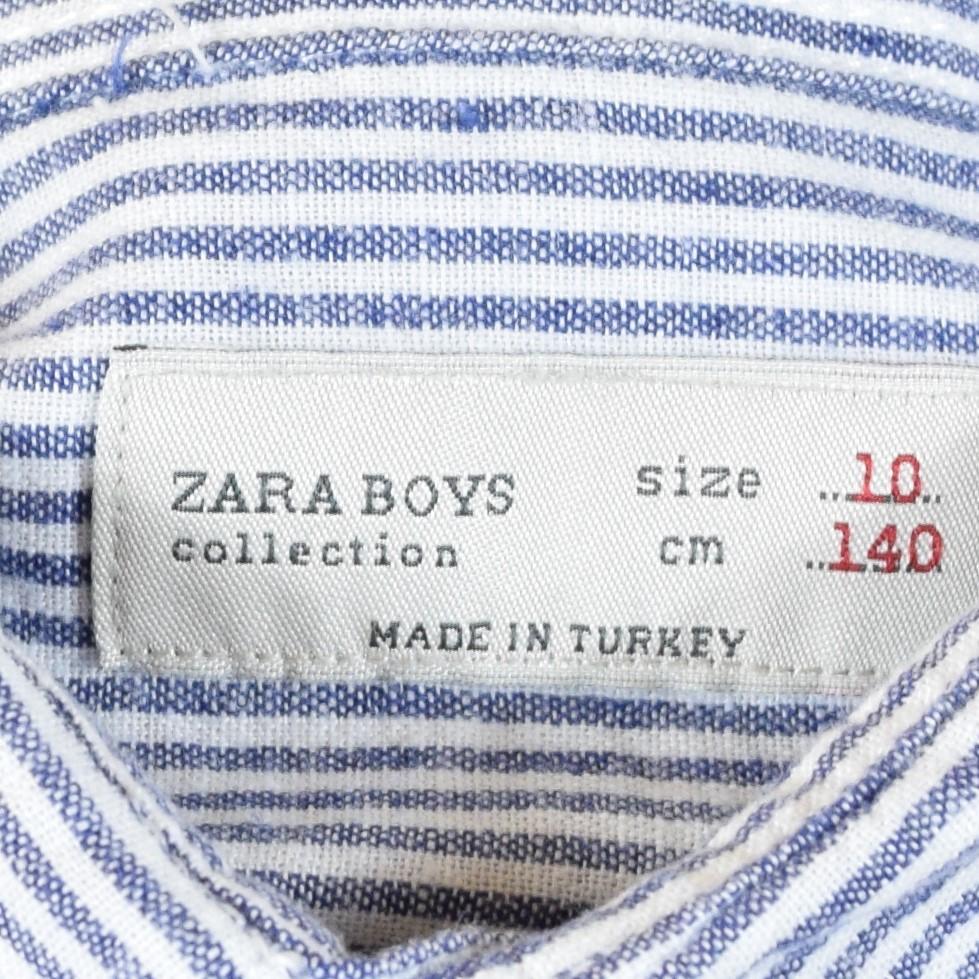 ZARA BOYS size 10
collection cm 140
MADE IN TURKEY